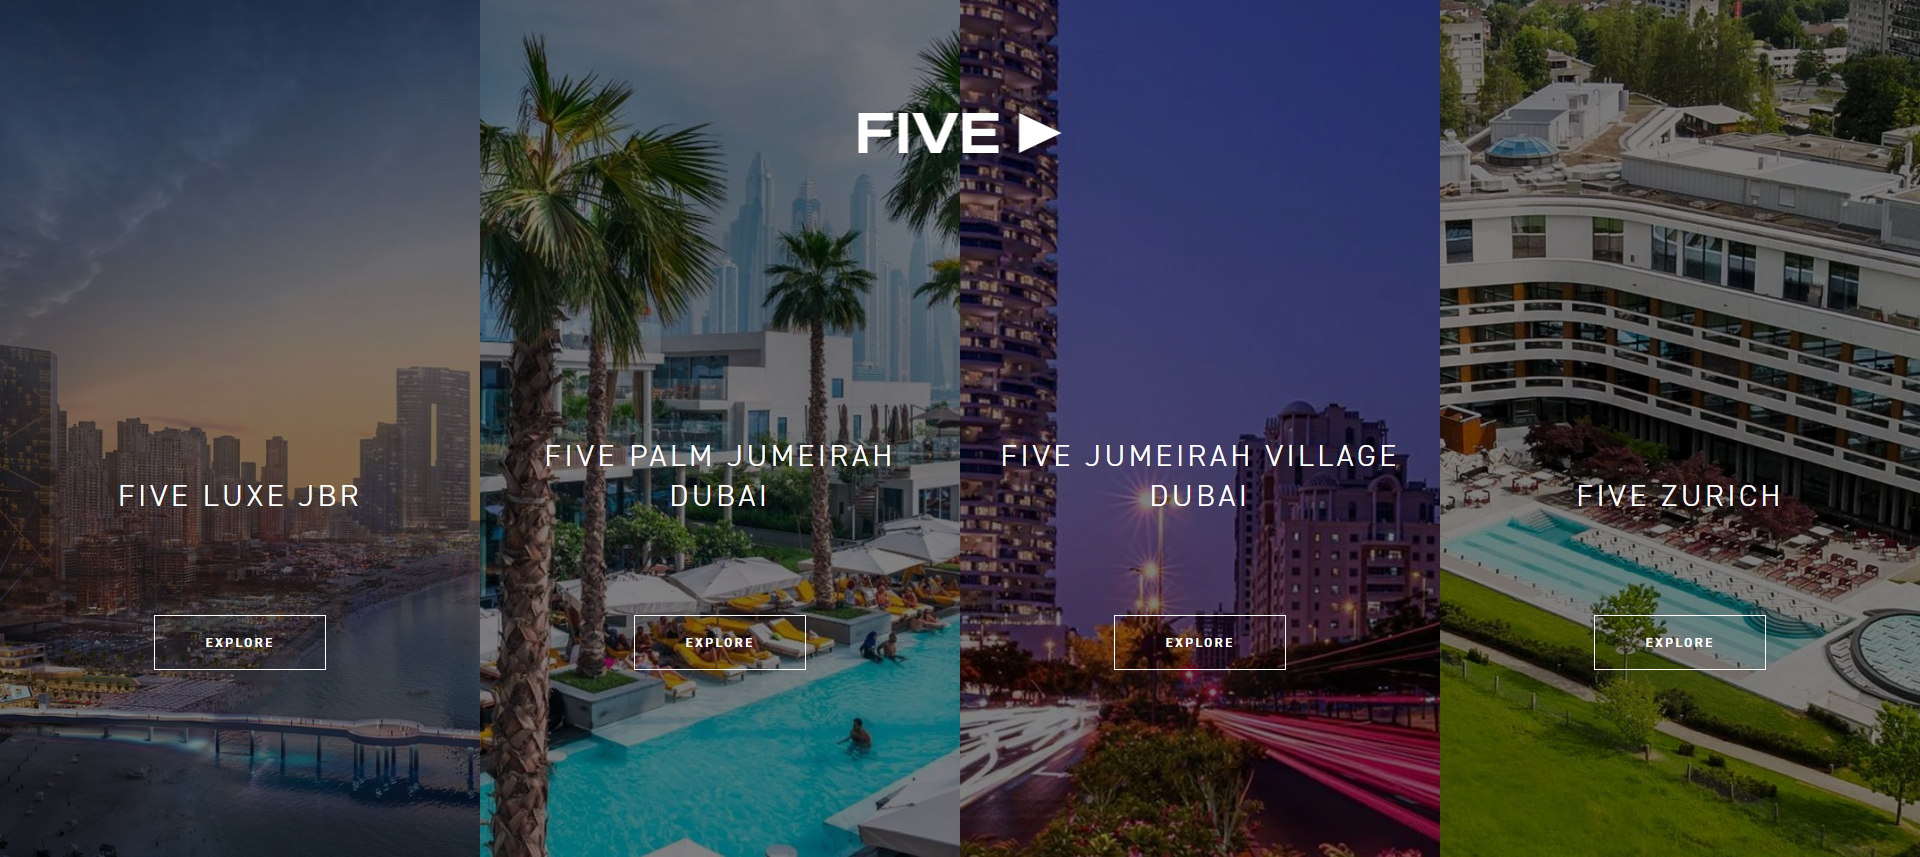 FIVE
FIVE LUXE JBR
EXPLORE
FIVE PALM JUMEIRAH
DUBAI
EXPLORE
FIVE JUMEIRAH VILLAGE
DUBAI
EXPLORE
FIVE ZURICH
EXPLORE